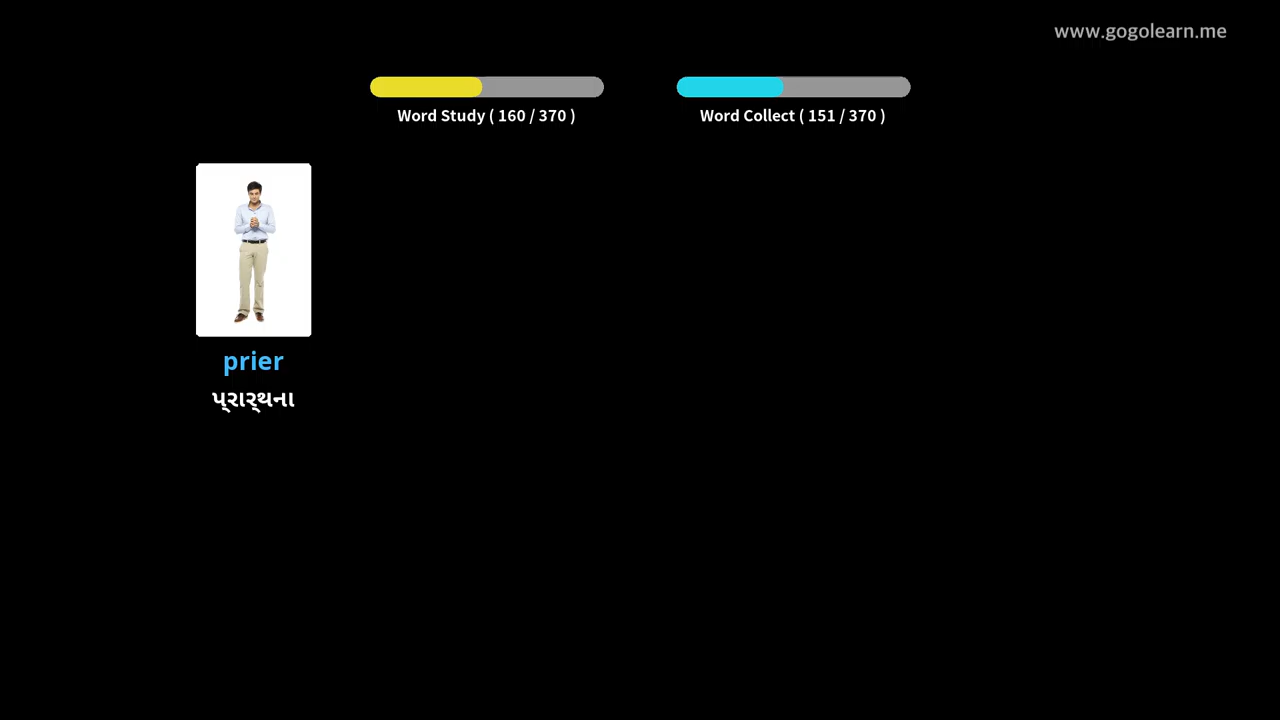 www.gogolearn.me
Word Study ( 160 / 370 )
Word Collect ( 151 / 370 )
prier
પ્રાર્થના